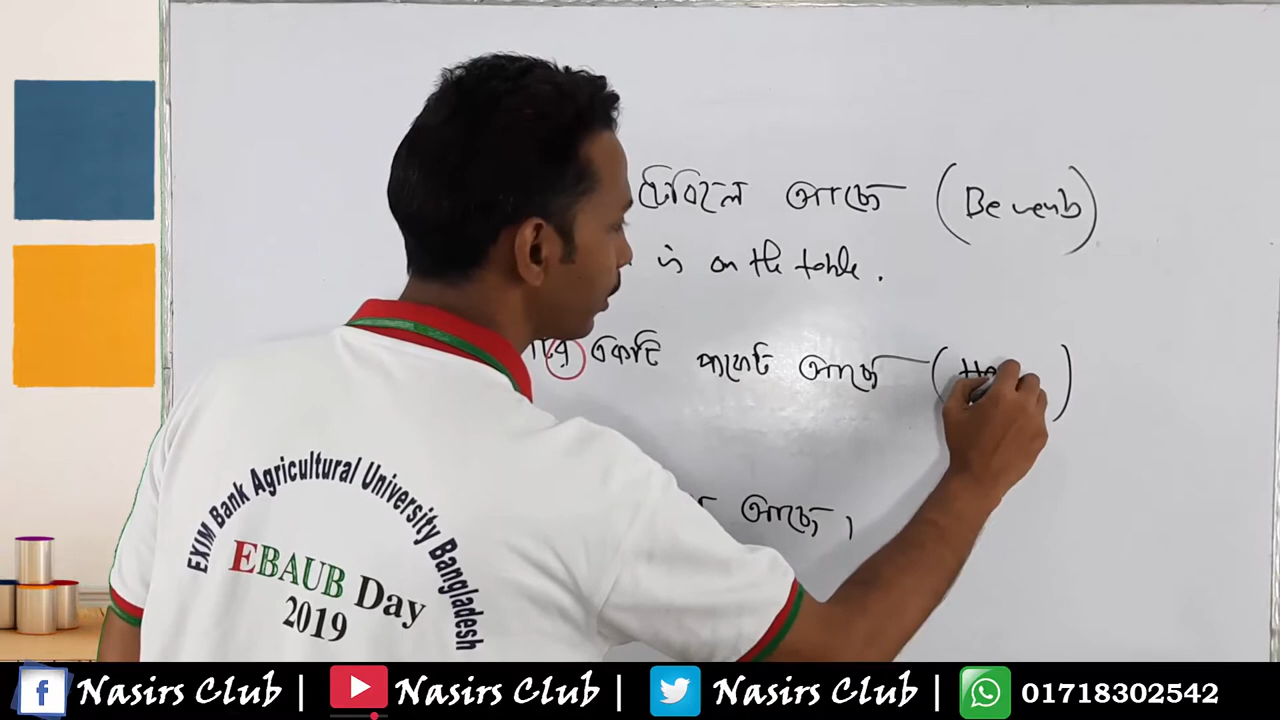 টেবিলে আছে (Be verb)
is on the table.
একটি পকেট আছে (Ha
আছে।
EXIM Bank Agricultural University Bangladesh
EBAUB Day
2019
f Nasirs Club | Nasirs Club | Nasirs Club | 01718302542